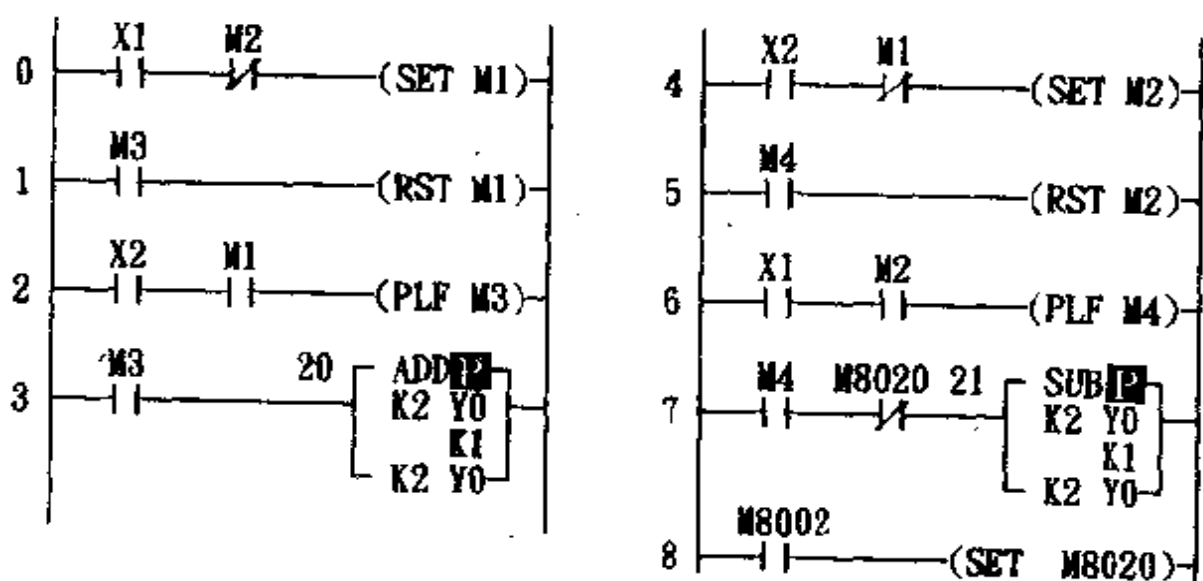 X1 M2
0 (SET M1)
M3
1 (RST M1)
X2 M1
2 (PLF M3)
M3 20 ADD P
3 K2 Y0
K1
K2 Y0
X2 M1
4 (SET M2)
M4
5 (RST M2)
X1 M2
6 (PLF M4)
M4 M8020 21 SUB P
7 K2 Y0
K1
K2 Y0
M8002
8 (SET M8020)